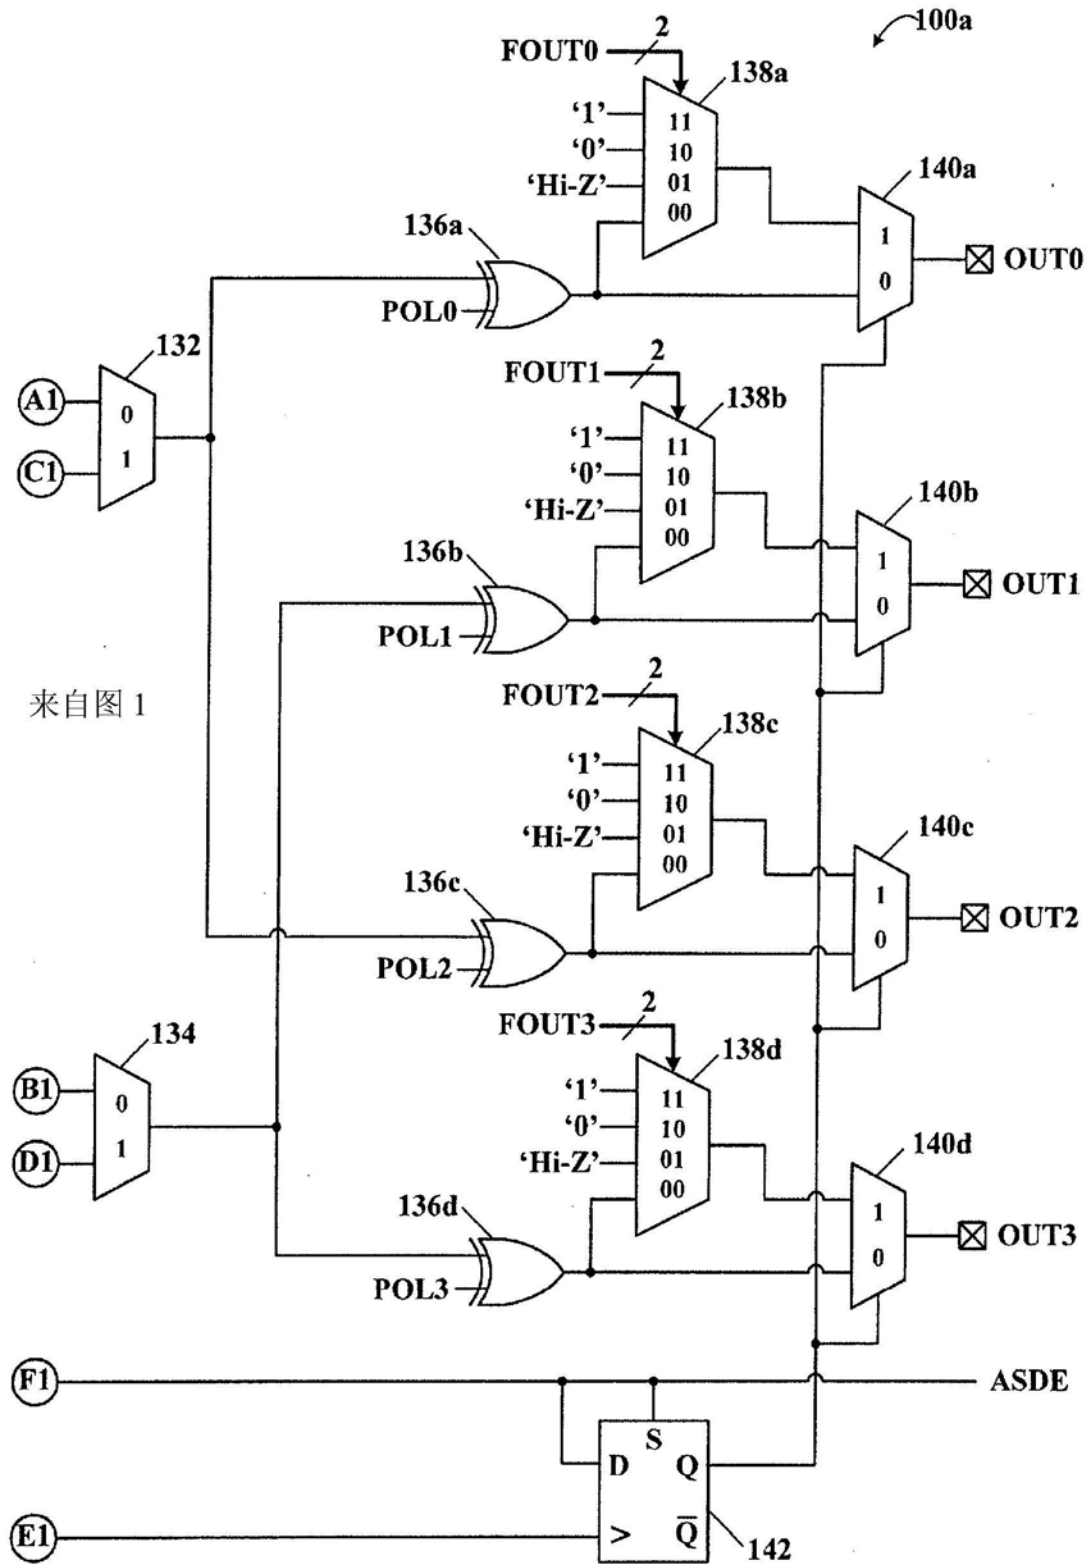 100a
FOUT0
2
138a
‘1’
‘0’
‘Hi-Z’
11
10
01
00
140a
1
0
OUT0
136a
POL0
132
A1
C1
0
1
FOUT1
2
138b
‘1’
‘0’
‘Hi-Z’
11
10
01
00
140b
1
0
OUT1
136b
POL1
来自图 1
FOUT2
2
138c
‘1’
‘0’
‘Hi-Z’
11
10
01
00
140c
1
0
OUT2
136c
POL2
134
B1
D1
0
1
FOUT3
2
138d
‘1’
‘0’
‘Hi-Z’
11
10
01
00
140d
1
0
OUT3
136d
POL3
F1
ASDE
S
D
Q
>
Q̅
142
E1